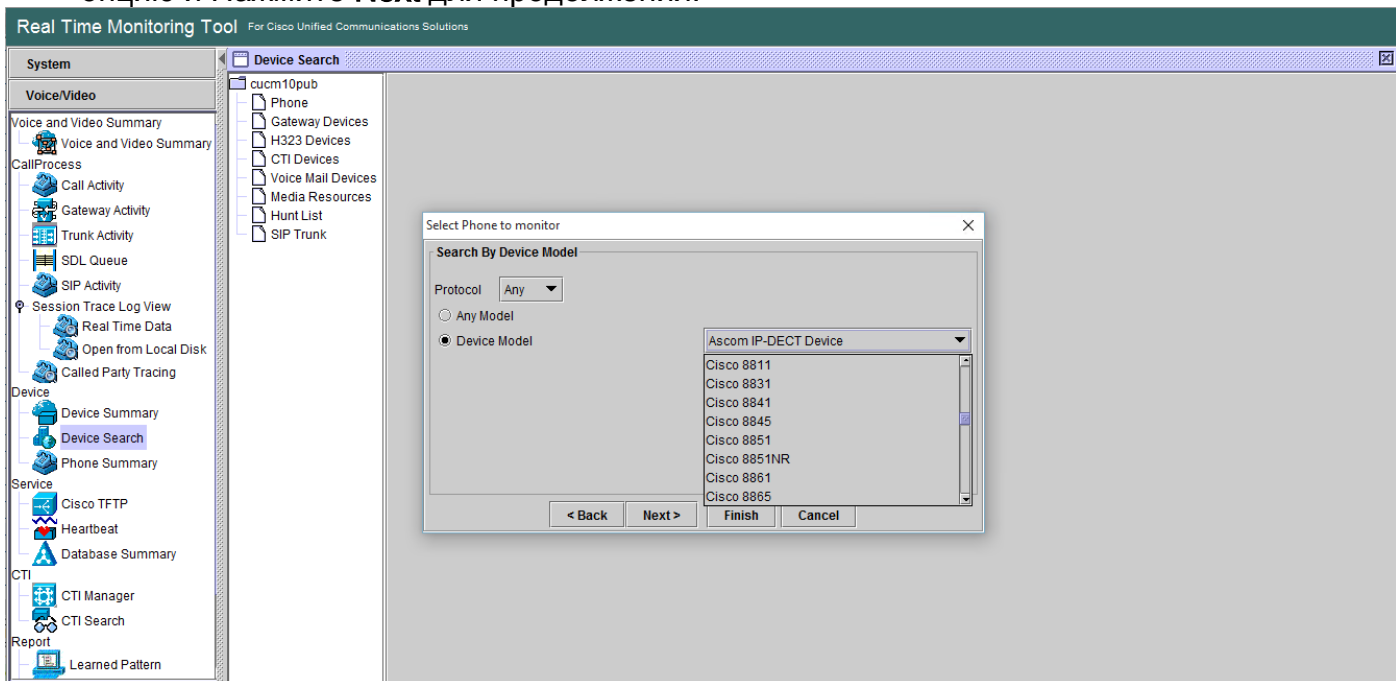 опцию и Нажмите Next для продолжения.
Real Time Monitoring Tool For Cisco Unified Communications Solutions
System
Voice/Video
Voice and Video Summary
Voice and Video Summary
CallProcess
Call Activity
Gateway Activity
Trunk Activity
SDL Queue
SIP Activity
Session Trace Log View
Real Time Data
Open from Local Disk
Called Party Tracing
Device
Device Summary
Device Search
Phone Summary
Service
Cisco TFTP
Heartbeat
Database Summary
CTI
CTI Manager
CTI Search
Report
Learned Pattern
Device Search
cucm10pub
Phone
Gateway Devices
H323 Devices
CTI Devices
Voice Mail Devices
Media Resources
Hunt List
SIP Trunk
Select Phone to monitor
Search By Device Model
Protocol Any
Any Model
Device Model Ascom IP-DECT Device
Cisco 8811
Cisco 8831
Cisco 8841
Cisco 8845
Cisco 8851
Cisco 8851NR
Cisco 8861
Cisco 8865
< Back Next > Finish Cancel